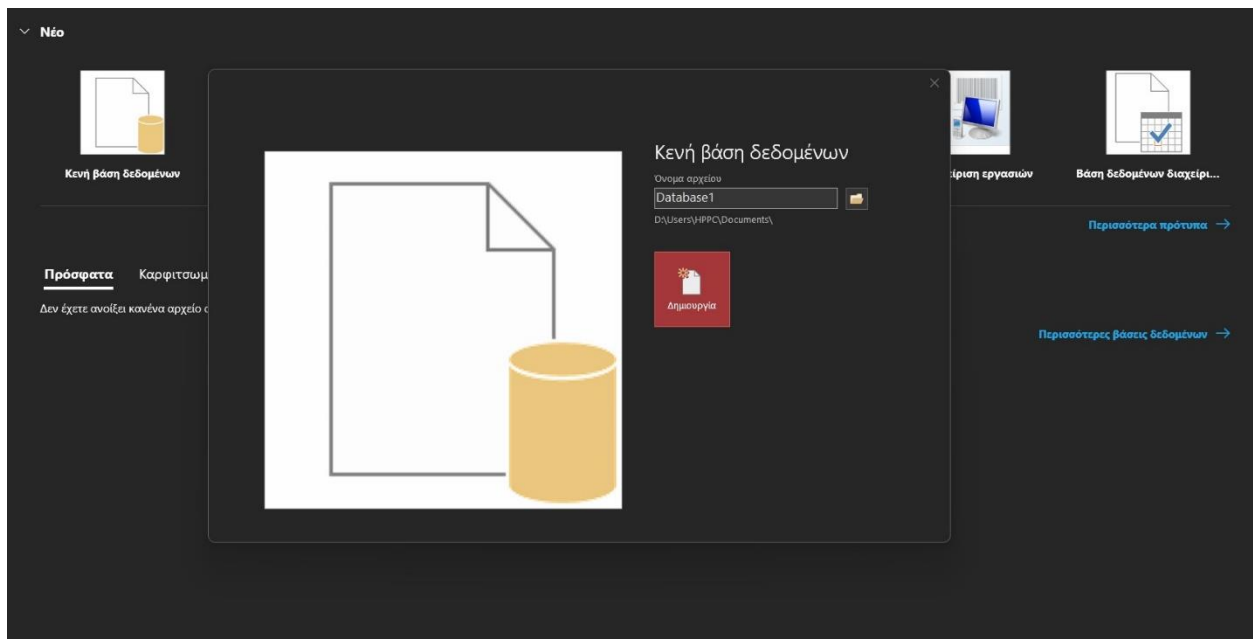 Νέο
Κενή βάση δεδομένων
Κενή βάση δεδομένων
Όνομα αρχείου
Database1
D:\Users\HPPC\Documents\
Δημιουργία
ίριση εργασιών
Βάση δεδομένων διαχείρι...
Περισσότερα πρότυπα →
Πρόσφατα Καρφιτσωμ
Δεν έχετε ανοίξει κανένα αρχείο
Περισσότερες βάσεις δεδομένων →